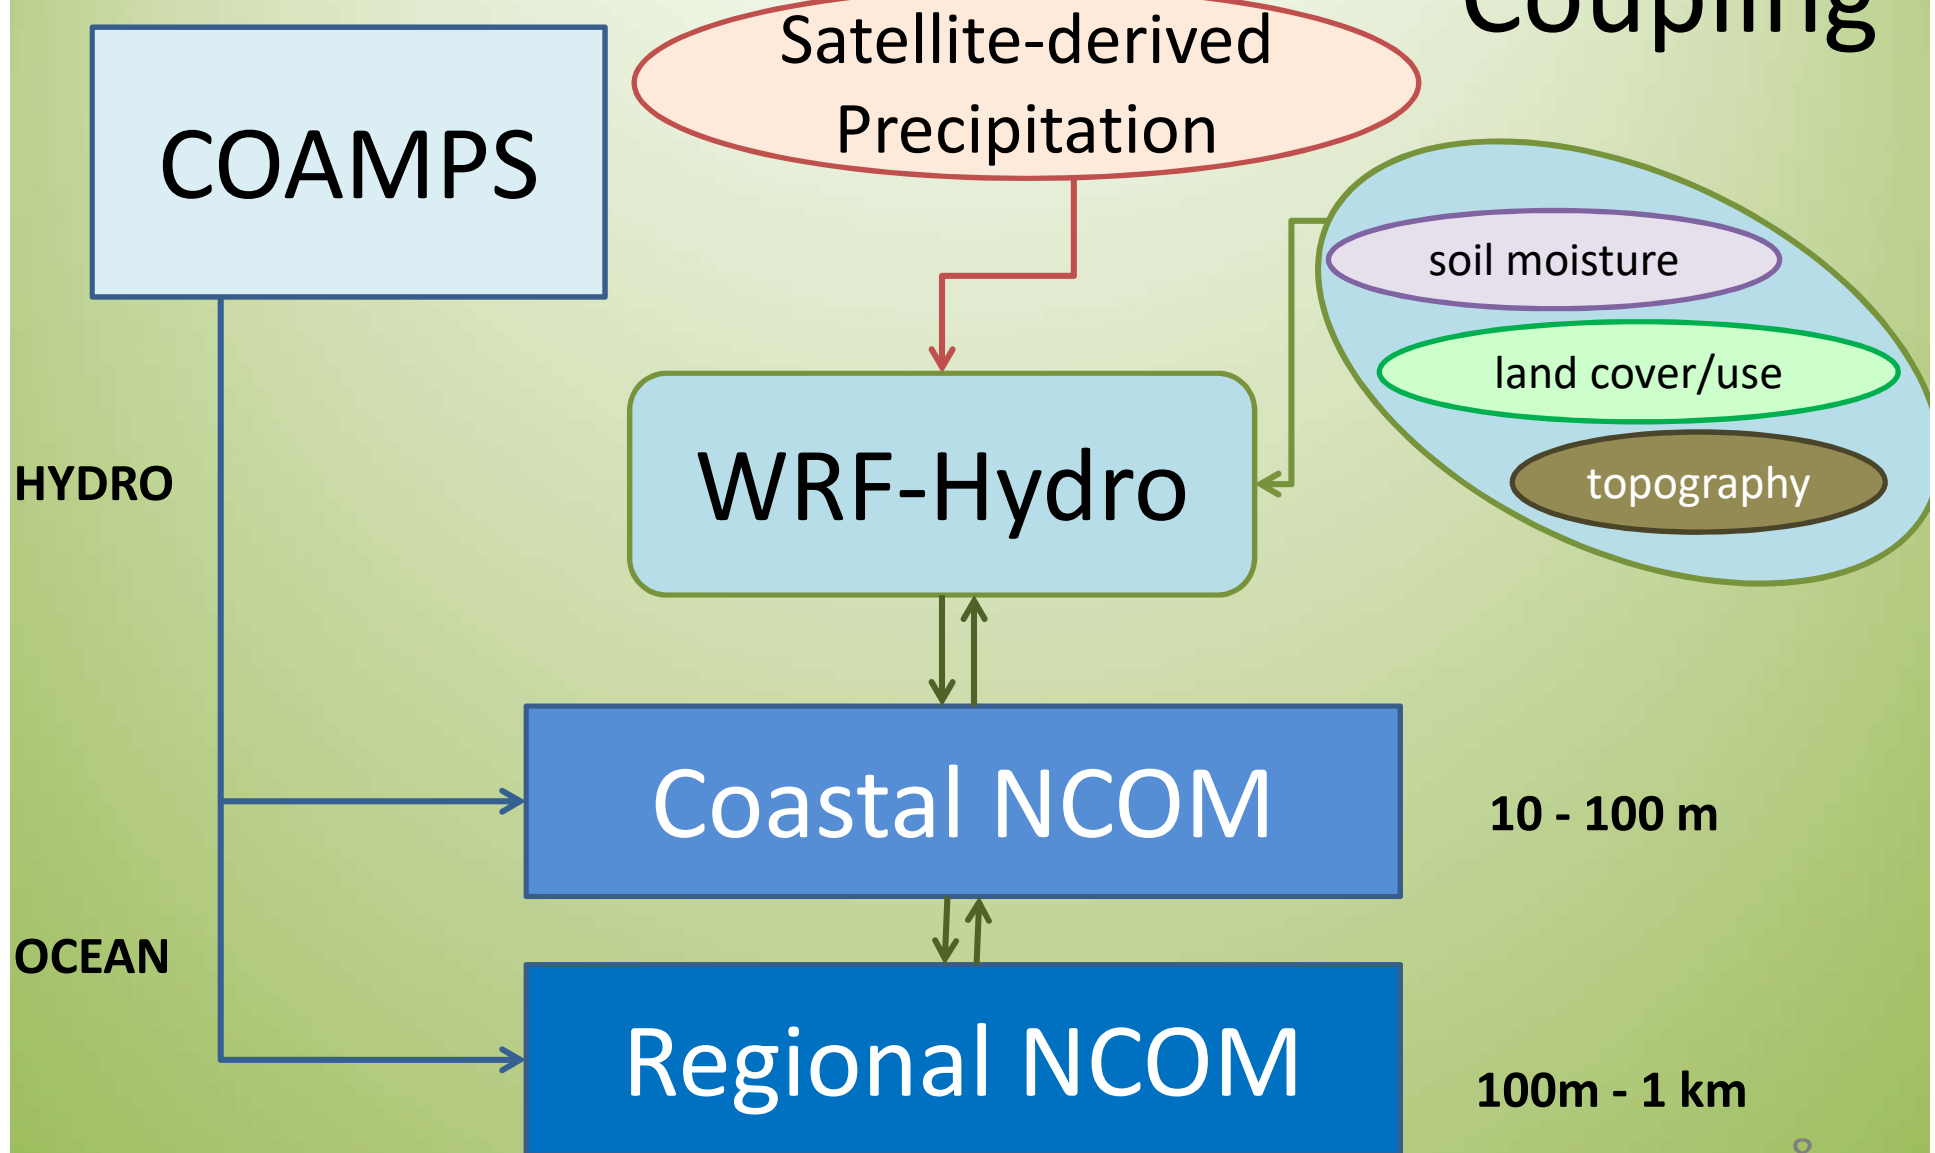 Coupling
COAMPS
Satellite-derived
Precipitation
soil moisture
land cover/use
topography
HYDRO
WRF-Hydro
Coastal NCOM
10 - 100 m
OCEAN
Regional NCOM
100m - 1 km
8